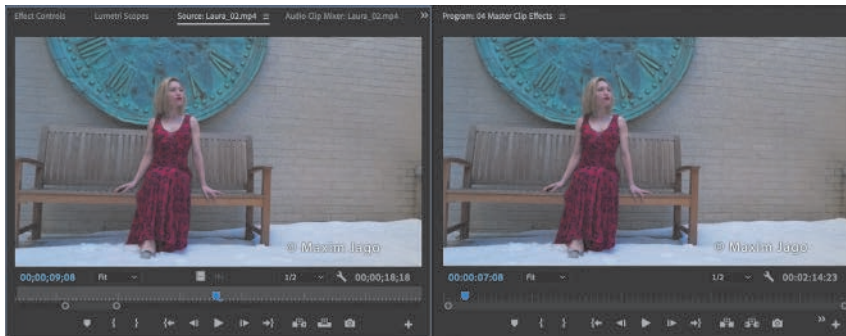 Effect Controls Lumetri Scopes Source: Laura_02.mp4 Audio Clip Mixer: Laura_02.mp4
Program: 04 Master Clip Effects
© Maxim Jago
© Maxim Jago
00;00;09;08 Fit 1/2 00;00;18;18
00:00:07:08 Fit 1/2 00:02:14:23